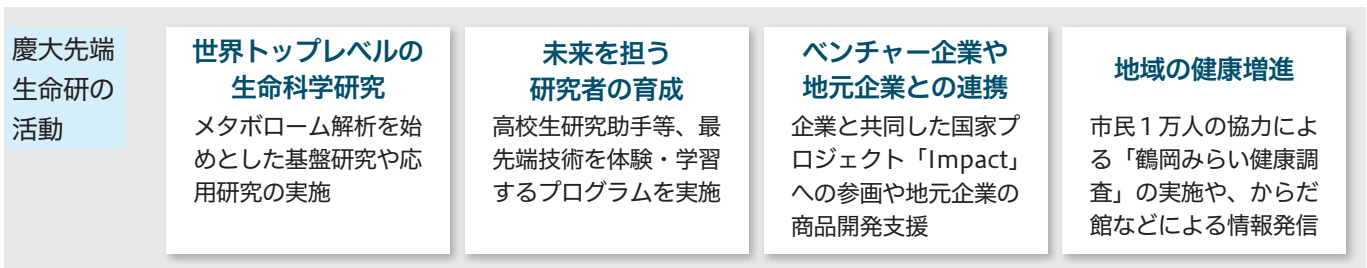 慶大先端
生命研の
活動
世界トップレベルの
生命科学研究
メタボローム解析を始
めとした基盤研究や応
用研究の実施
未来を担う
研究者の育成
高校生研究助手等、最
先端技術を体験・学習
するプログラムを実施
ベンチャー企業や
地元企業との連携
企業と共同した国家プ
ロジェクト「Impact」
への参画や地元企業の
商品開発支援
地域の健康増進
市民１万人の協力によ
る「鶴岡みらい健康調
査」の実施や、からだ
館などによる情報発信